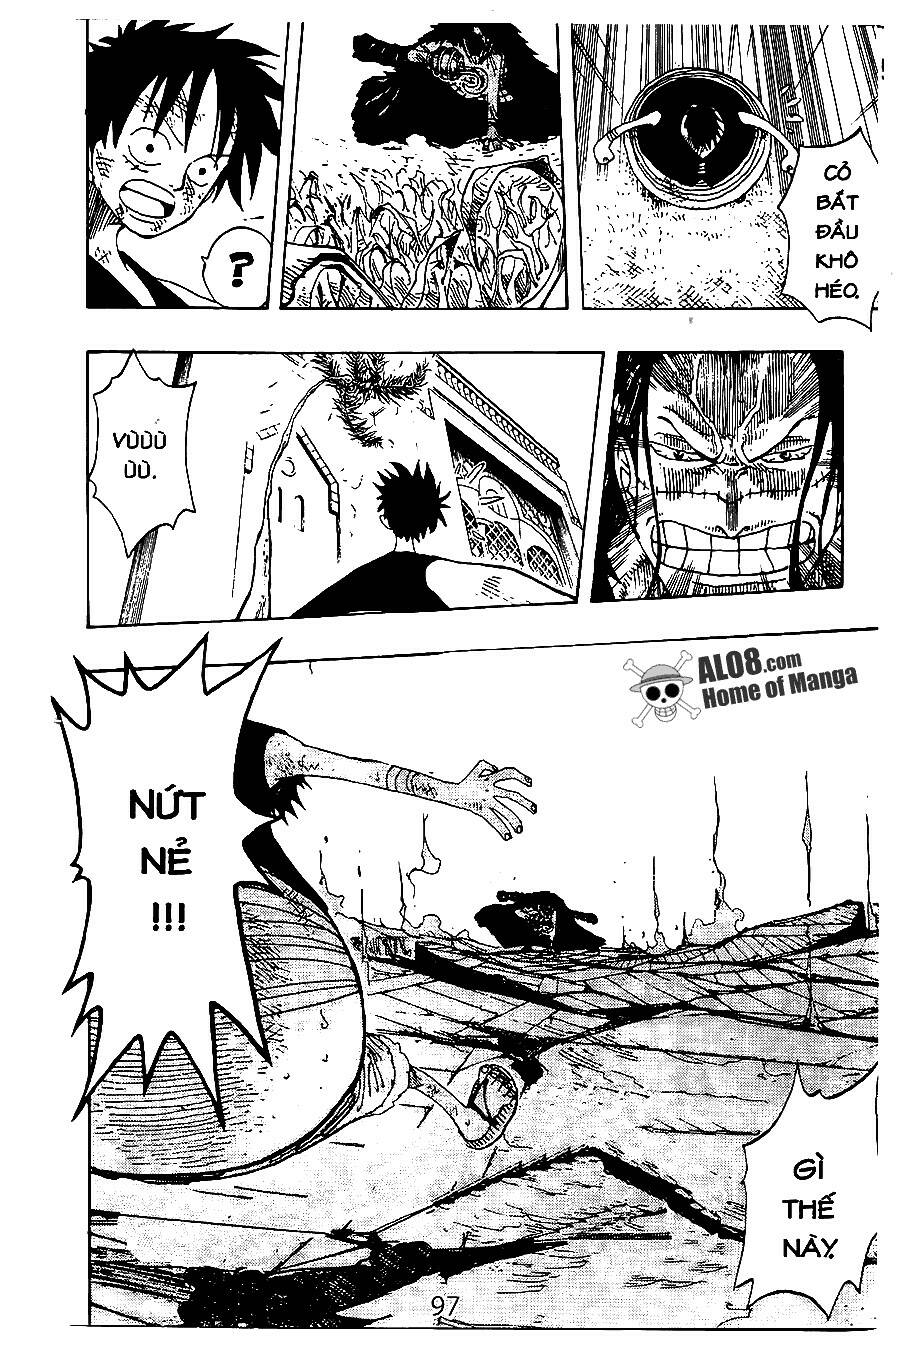 ?
!
CỎ
BẮT
ĐẦU
KHÔ
HÉO.
VÙÙÙ
ÙÙ.
AL08.com
Home of Manga
NỨT
NẺ
!!!
GÌ
THẾ
NÀY.
97